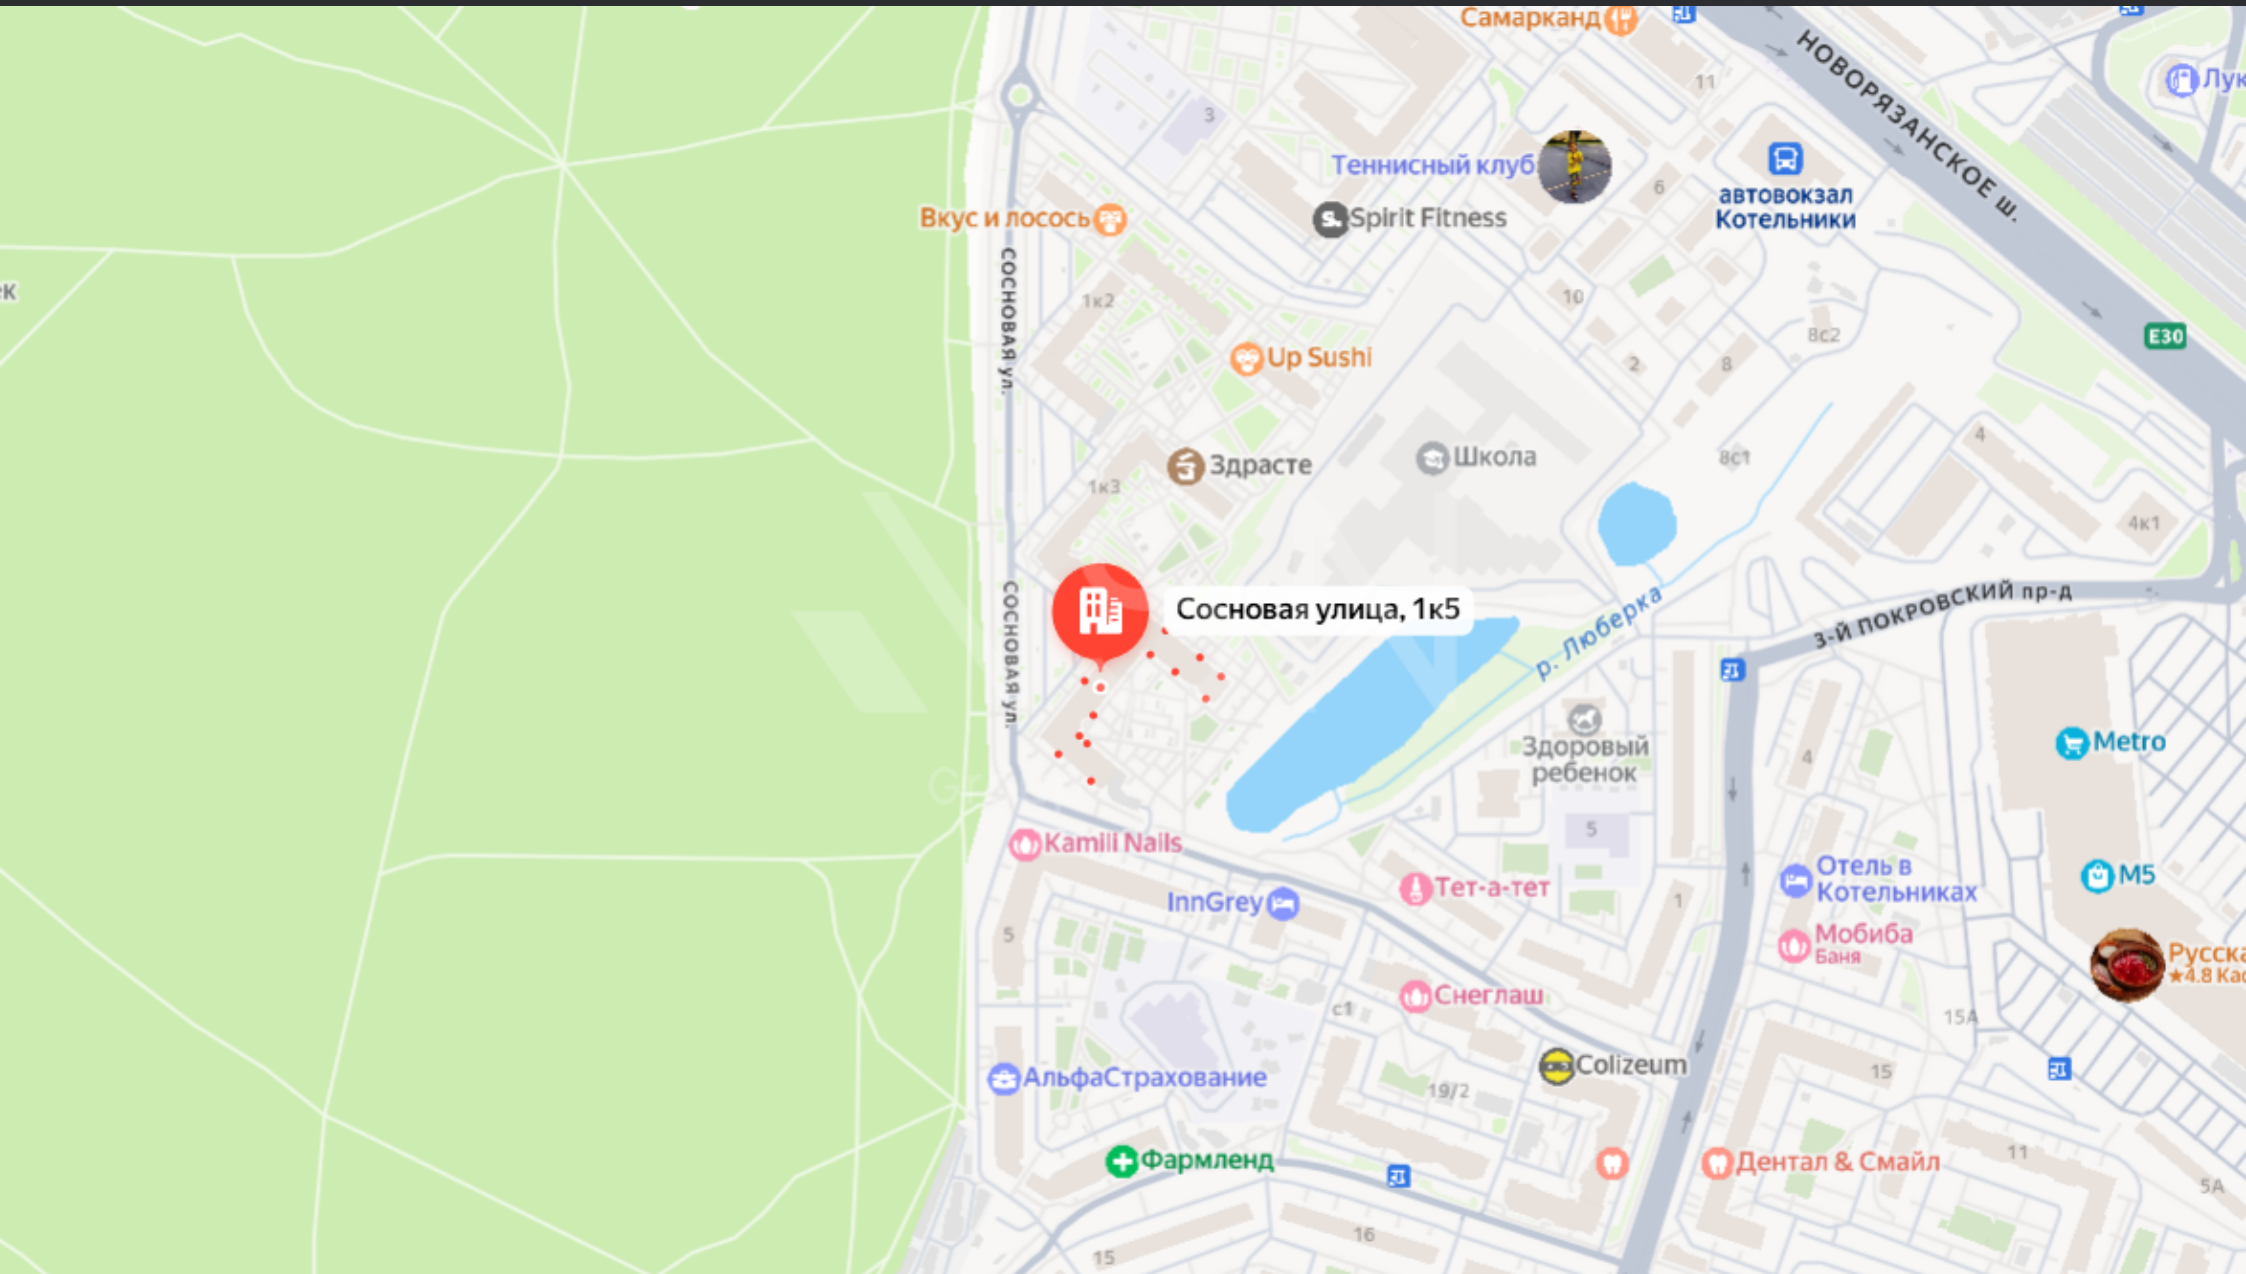 Самарканд
НОВОРЯЗАНСКОЕ ш.
11
3
Теннисный клуб
6
автовокзал
Котельники
Вкус и лосось
Spirit Fitness
СОСНОВАЯ ул.
1к2
10
8с2
E30
Up Sushi
2
8
4
Здрасте
Школа
8с1
1к3
4к1
СОСНОВАЯ ул.
Сосновая улица, 1к5
р. Люберка
3-Й ПОКРОВСКИЙ пр-д
Здоровый
ребенок
4
Metro
5
Kamili Nails
Отель в
Котельниках
М5
Тет-а-тет
InnGrey
1
5
Мобиба
Баня
★4.8
Снеглаш
с1
15А
АльфаСтрахование
Colizeum
19/2
15
Фармленд
Дентал & Смайл
11
5А
16
15